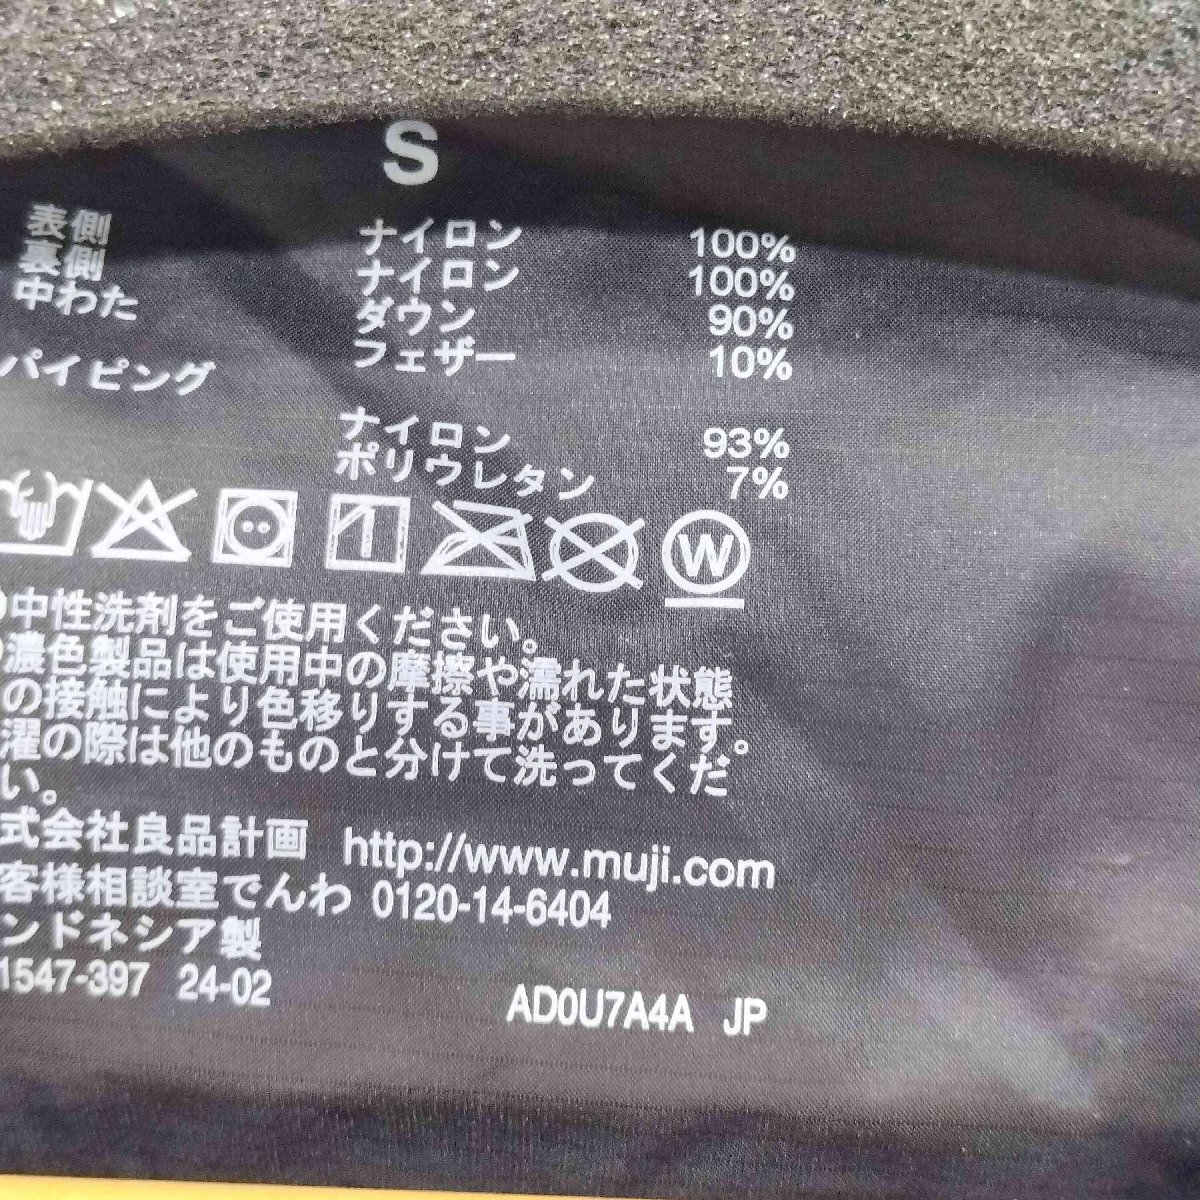 S
表側 ナイロン 100%
裏側 ナイロン 100%
中わた ダウン 90%
フェザー 10%
パイピング
ナイロン 93%
ポリウレタン 7%
W
中性洗剤をご使用ください。
濃色製品は使用中の摩擦や濡れた状態
の接触により色移りする事があります。
濯の際は他のものと分けて洗ってくだ
い。
式会社良品計画 http://www.muji.com
客様相談室でんわ 0120-14-6404
ンドネシア製
1547-397 24-02
AD0U7A4A JP